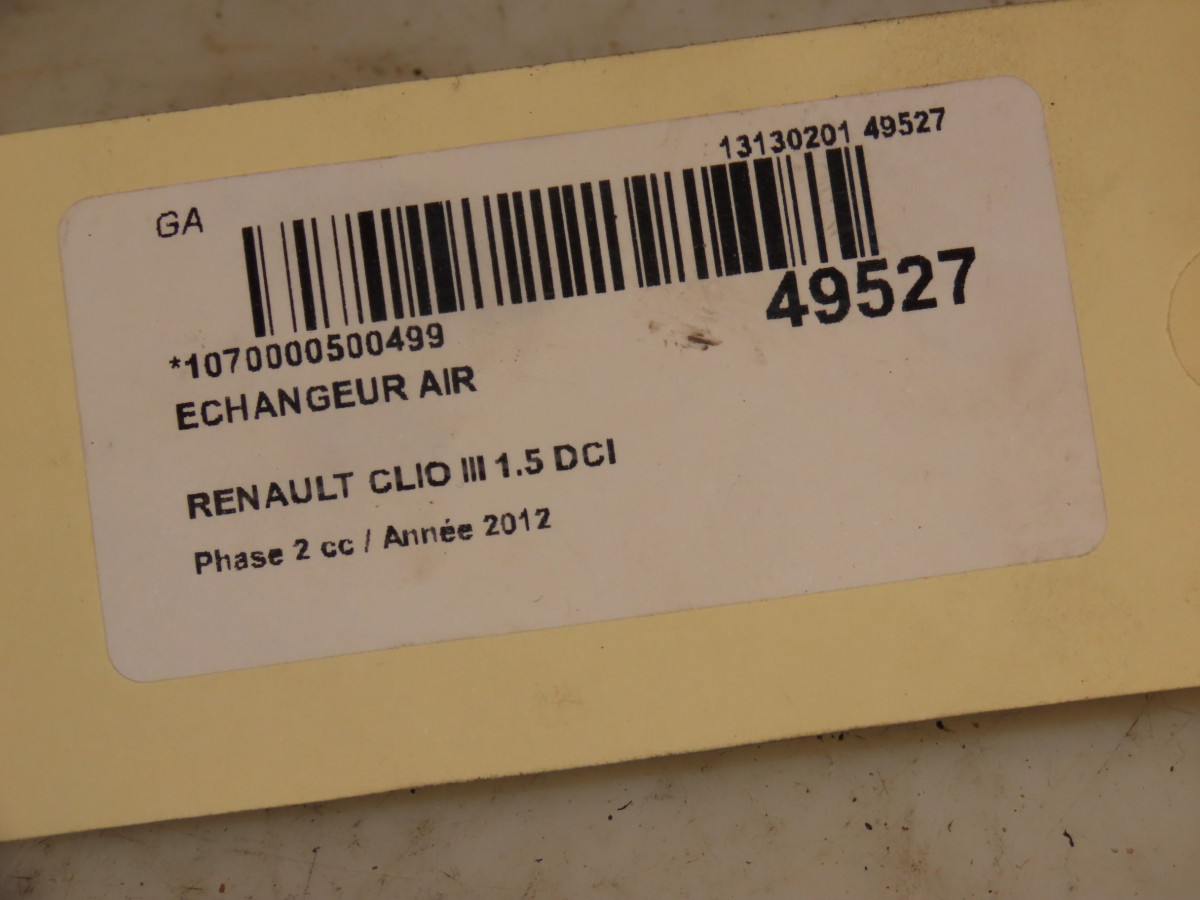 13130201 49527
GA
49527
*1070000500499
ECHANGEUR AIR
RENAULT CLIO III 1.5 DCI
Phase 2 cc / Année 2012